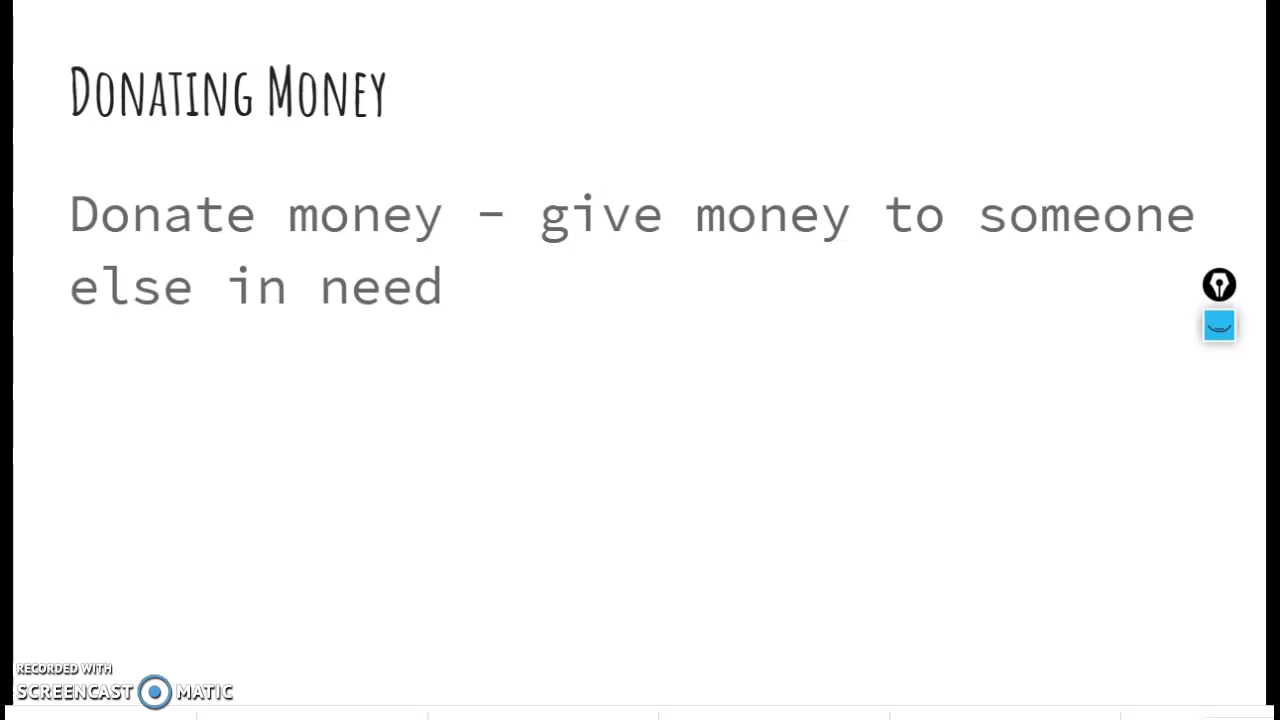 Donating Money
Donate money - give money to someone
else in need
RECORDED WITH
SCREENCAST MATIC